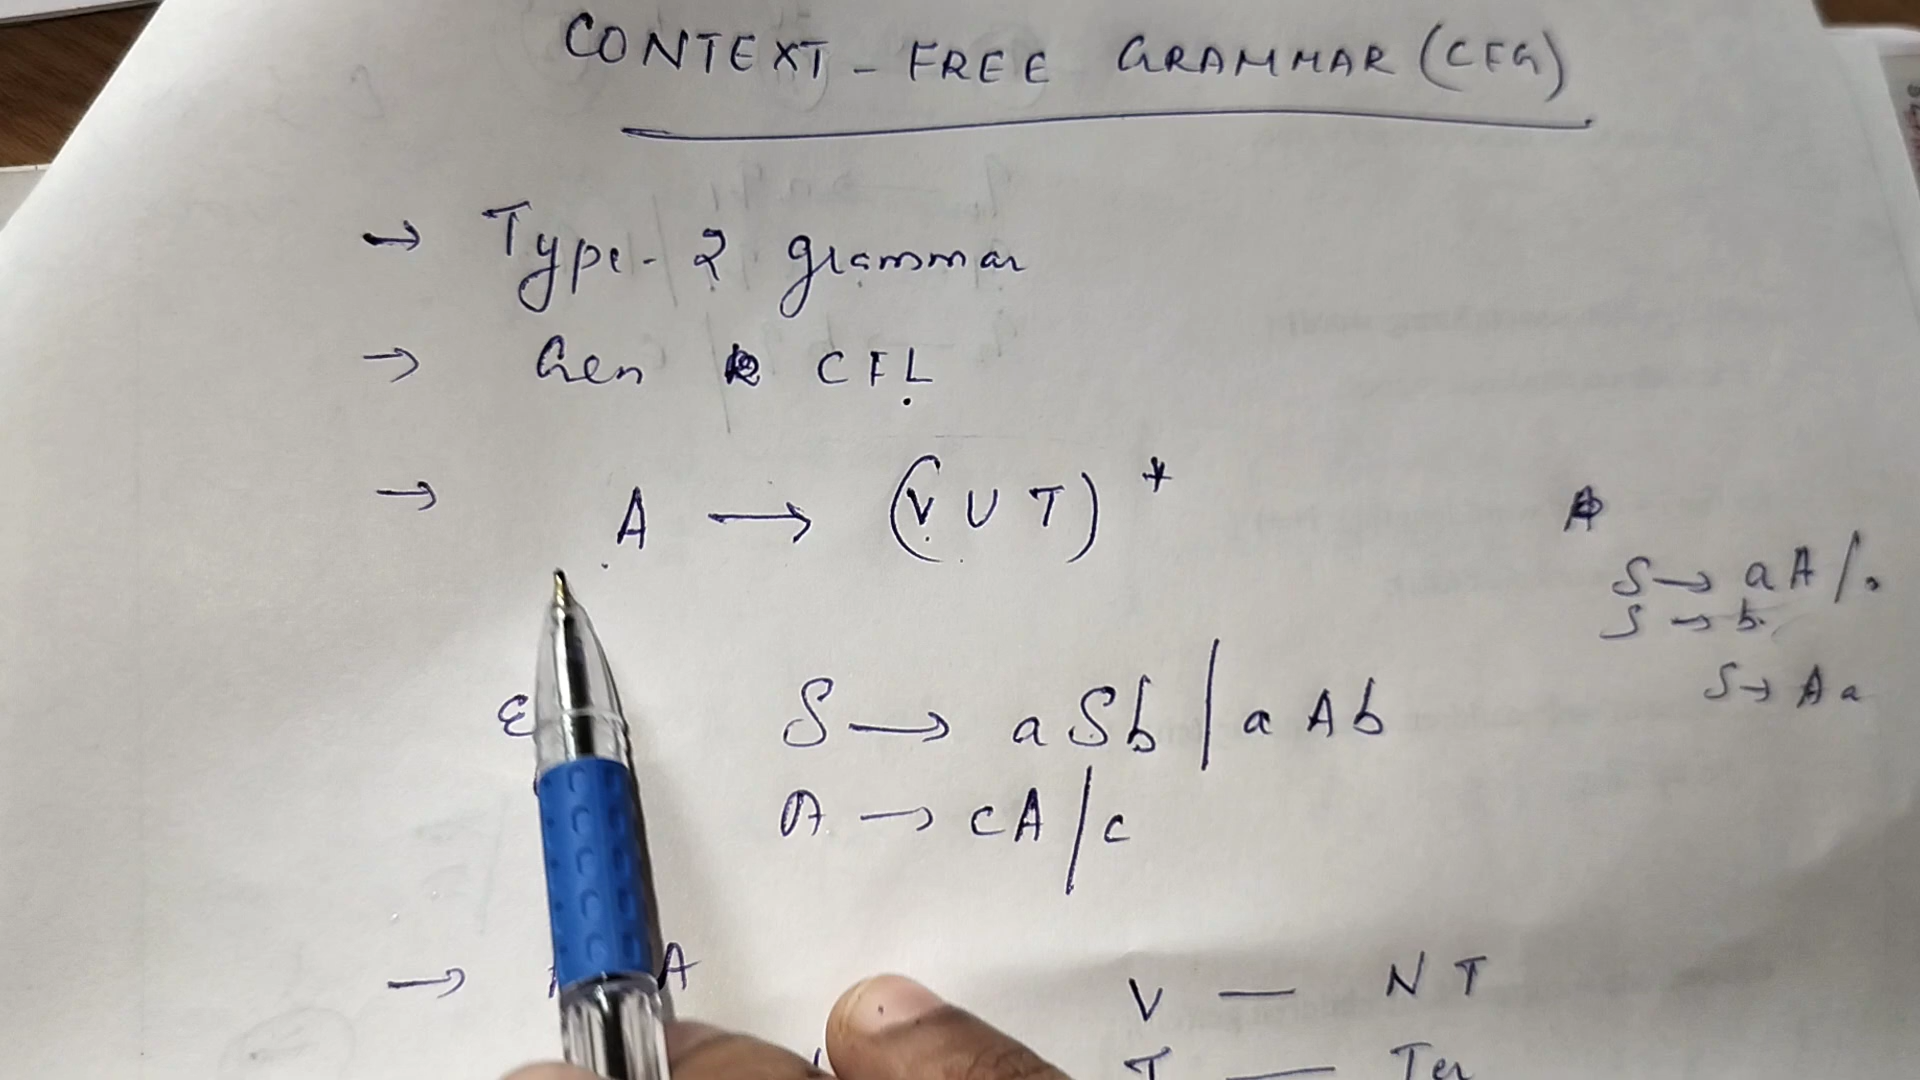 CONTEXT-FREE GRAMMAR (CFG)
→ Type-2 grammar
→ Gen CFL
→ A → (V U T)*
S → aA/.
S → b
S → Aa
S → aSb | aAb
A → cA | c
→ A
V — NT
T — Ter